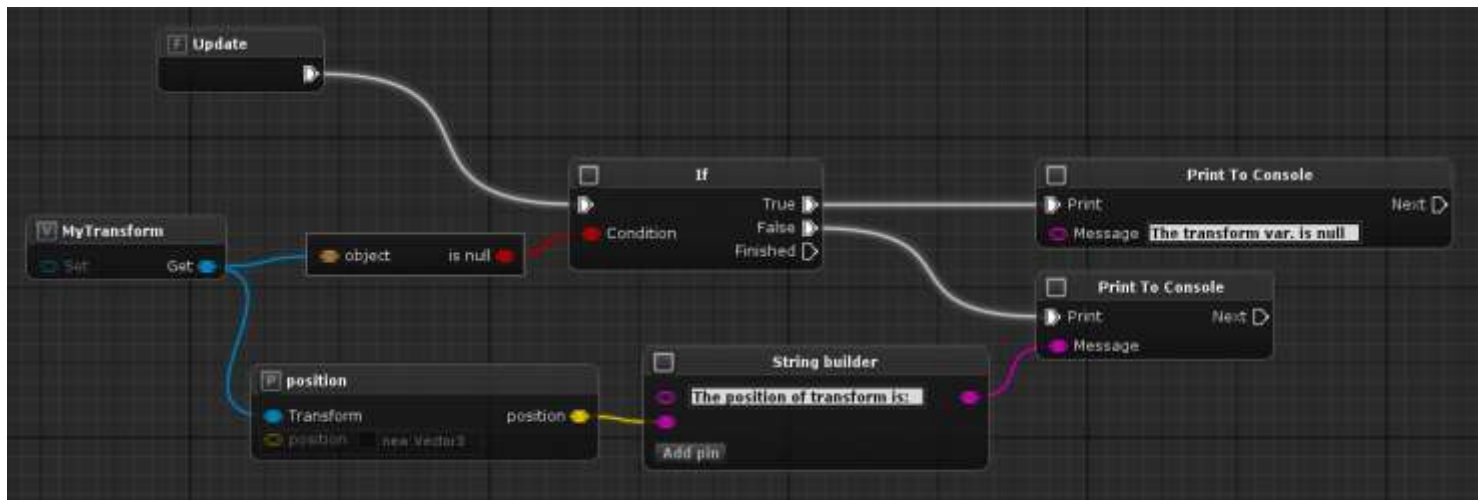 F Update
If
True
Condition
False
Finished
Print To Console
Print
Next
Message
The transform var. is null
V MyTransform
Set
Get
object
is null
Print To Console
Print
Next
Message
P position
Transform
position
position
new Vector3
String builder
The position of transform is:
Add pin